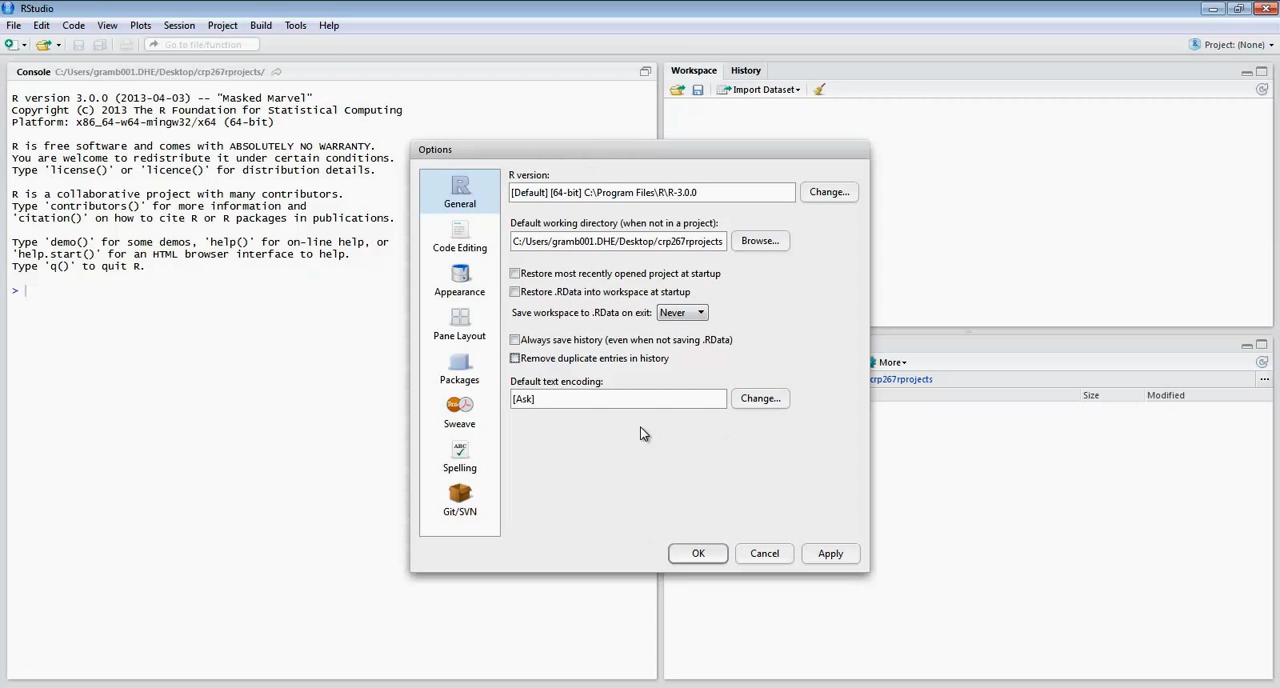 RStudio
File Edit Code View Plots Session Project Build Tools Help
Go to file/function
Project: (None)
Console C:/Users/gramb001.DHE/Desktop/crp267rprojects/
R version 3.0.0 (2013-04-03) -- "Masked Marvel"
Copyright (C) 2013 The R Foundation for Statistical Computing
Platform: x86_64-w64-mingw32/x64 (64-bit)
R is free software and comes with ABSOLUTELY NO WARRANTY.
You are welcome to redistribute it under certain conditions.
Type 'license()' or 'licence()' for distribution details.
R is a collaborative project with many contributors.
Type 'contributors()' for more information and
'citation()' on how to cite R or R packages in publications.
Type 'demo()' for some demos, 'help()' for on-line help, or
'help.start()' for an HTML browser interface to help.
Type 'q()' to quit R.
>
Workspace History
Import Dataset
Options
General
Code Editing
Appearance
Pane Layout
Packages
Sweave
ABC
Spelling
Git/SVN
R version:
[Default] [64-bit] C:\Program Files\R\R-3.0.0
Change...
Default working directory (when not in a project):
C:/Users/gramb001.DHE/Desktop/crp267rprojects
Browse...
Restore most recently opened project at startup
Restore .RData into workspace at startup
Save workspace to .RData on exit: Never
Always save history (even when not saving .RData)
Remove duplicate entries in history
Default text encoding:
[Ask]
Change...
OK Cancel Apply
More
crp267rprojects
Size Modified